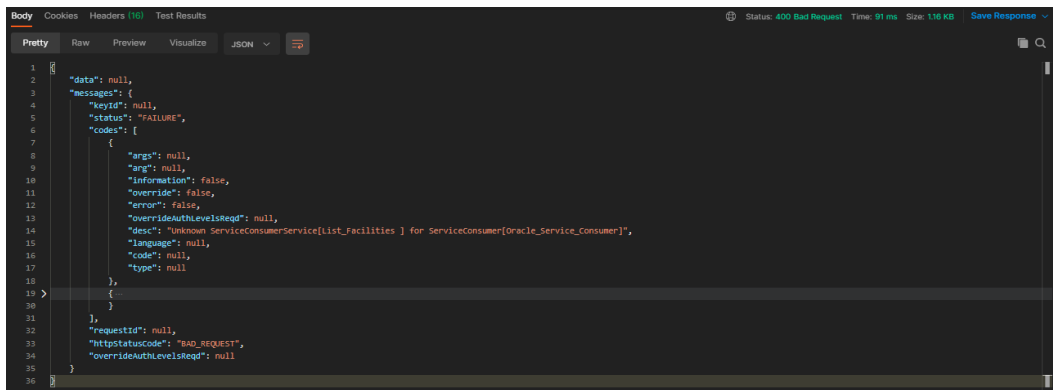 Body Cookies Headers (16) Test Results Status: 400 Bad Request Time: 91 ms Size: 1.16 KB Save Response
Pretty Raw Preview Visualize JSON
1 {
2 "data": null,
3 "messages": {
4 "keyId": null,
5 "status": "FAILURE",
6 "codes": [
7 {
8 "args": null,
9 "arg": null,
10 "information": false,
11 "override": false,
12 "error": false,
13 "overrideAuthLevelsReqd": null,
14 "desc": "Unknown ServiceConsumerService[List_Facilities ] for ServiceConsumer[Oracle_Service_Consumer]",
15 "language": null,
16 "code": null,
17 "type": null
18 },
19 {
30 }
31 ],
32 "requestId": null,
33 "httpStatusCode": "BAD_REQUEST",
34 "overrideAuthLevelsReqd": null
35 }
36 }